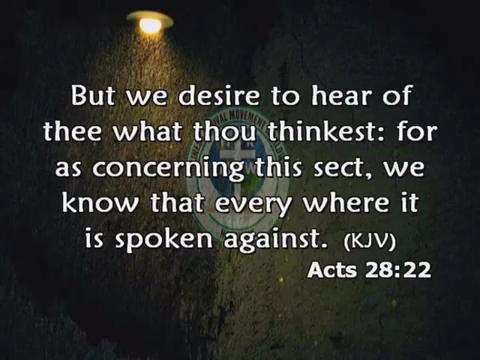 But we desire to hear of
thee what thou thinkest: for
as concerning this sect, we
know that every where it
is spoken against. (KJV)
Acts 28:22